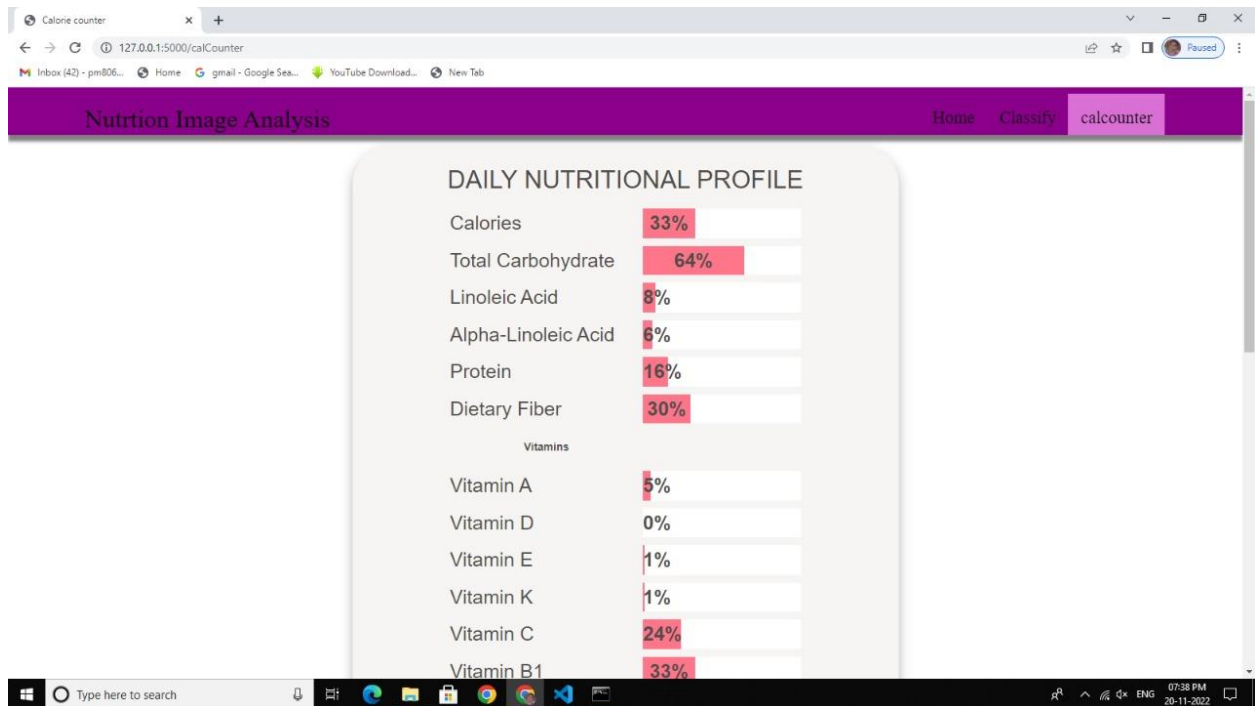 Calorie counter
127.0.0.1:5000/calCounter
Paused
Inbox (42) - pm806... Home gmail - Google Sea... YouTube Download... New Tab
Nutrtion Image Analysis Home Classify calcounter
DAILY NUTRITIONAL PROFILE
Calories 33%
Total Carbohydrate 64%
Linoleic Acid 8%
Alpha-Linoleic Acid 6%
Protein 16%
Dietary Fiber 30%
Vitamins
Vitamin A 5%
Vitamin D 0%
Vitamin E 1%
Vitamin K 1%
Vitamin C 24%
Vitamin B1 33%
Type here to search ENG 07:38 PM
20-11-2022